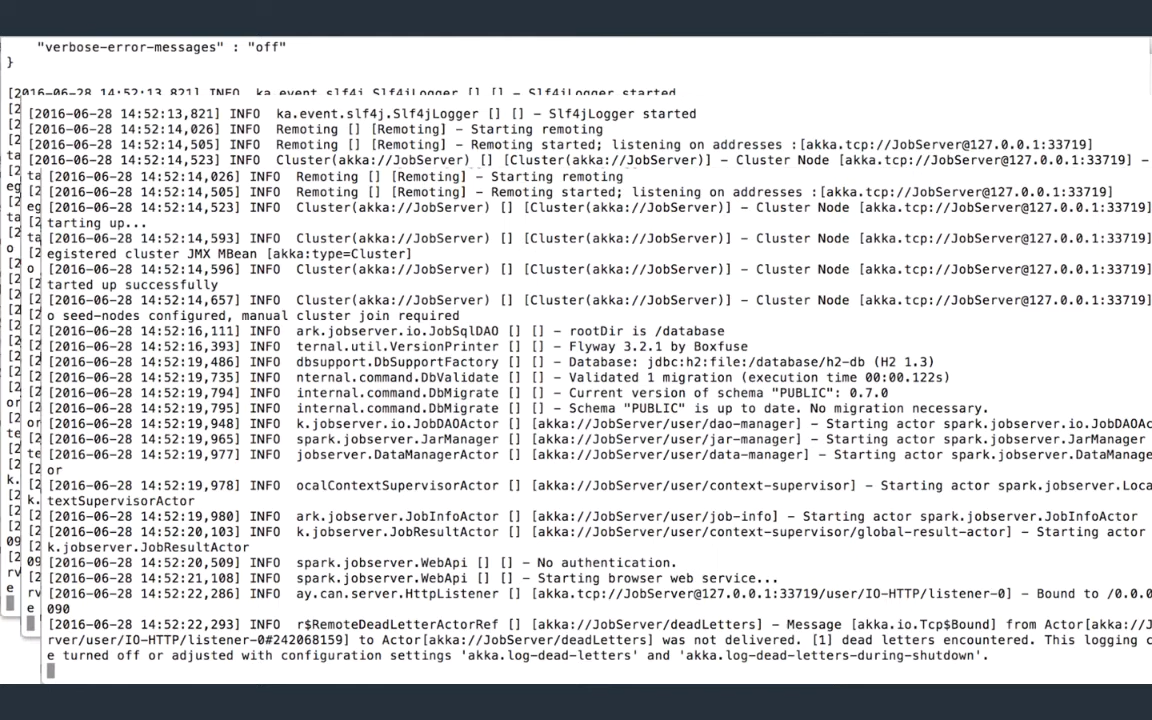 "verbose-error-messages" : "off"
}
[2016-06-28 14:52:13,821] INFO ka.event.slf4j.Slf4jLogger [] [] – Slf4jLogger started
[2016-06-28 14:52:13,821] INFO ka.event.slf4j.Slf4jLogger [] [] – Slf4jLogger started
[2016-06-28 14:52:14,026] INFO Remoting [] [Remoting] – Starting remoting
[2016-06-28 14:52:14,505] INFO Remoting [] [Remoting] – Remoting started; listening on addresses :[akka.tcp://JobServer@127.0.0.1:33719]
[2016-06-28 14:52:14,523] INFO Cluster(akka://JobServer) [] [Cluster(akka://JobServer)] – Cluster Node [akka.tcp://JobServer@127.0.0.1:33719] –
[2016-06-28 14:52:14,026] INFO Remoting [] [Remoting] – Starting remoting
[2016-06-28 14:52:14,505] INFO Remoting [] [Remoting] – Remoting started; listening on addresses :[akka.tcp://JobServer@127.0.0.1:33719]
[2016-06-28 14:52:14,523] INFO Cluster(akka://JobServer) [] [Cluster(akka://JobServer)] – Cluster Node [akka.tcp://JobServer@127.0.0.1:33719]
tarting up...
[2016-06-28 14:52:14,593] INFO Cluster(akka://JobServer) [] [Cluster(akka://JobServer)] – Cluster Node [akka.tcp://JobServer@127.0.0.1:33719]
egistered cluster JMX MBean [akka:type=Cluster]
[2016-06-28 14:52:14,596] INFO Cluster(akka://JobServer) [] [Cluster(akka://JobServer)] – Cluster Node [akka.tcp://JobServer@127.0.0.1:33719]
tarted up successfully
[2016-06-28 14:52:14,657] INFO Cluster(akka://JobServer) [] [Cluster(akka://JobServer)] – Cluster Node [akka.tcp://JobServer@127.0.0.1:33719]
o seed-nodes configured, manual cluster join required
[2016-06-28 14:52:16,111] INFO ark.jobserver.io.JobSqlDAO [] [] – rootDir is /database
[2016-06-28 14:52:16,393] INFO ternal.util.VersionPrinter [] [] – Flyway 3.2.1 by Boxfuse
[2016-06-28 14:52:19,486] INFO dbsupport.DbSupportFactory [] [] – Database: jdbc:h2:file:/database/h2-db (H2 1.3)
[2016-06-28 14:52:19,735] INFO nternal.command.DbValidate [] [] – Validated 1 migration (execution time 00:00.122s)
[2016-06-28 14:52:19,794] INFO internal.command.DbMigrate [] [] – Current version of schema "PUBLIC": 0.7.0
[2016-06-28 14:52:19,795] INFO internal.command.DbMigrate [] [] – Schema "PUBLIC" is up to date. No migration necessary.
[2016-06-28 14:52:19,948] INFO k.jobserver.io.JobDAOActor [] [akka://JobServer/user/dao-manager] – Starting actor spark.jobserver.io.JobDAOAc
[2016-06-28 14:52:19,965] INFO spark.jobserver.JarManager [] [akka://JobServer/user/jar-manager] – Starting actor spark.jobserver.JarManager
[2016-06-28 14:52:19,977] INFO jobserver.DataManagerActor [] [akka://JobServer/user/data-manager] – Starting actor spark.jobserver.DataManage
or
[2016-06-28 14:52:19,978] INFO ocalContextSupervisorActor [] [akka://JobServer/user/context-supervisor] – Starting actor spark.jobserver.Loca
textSupervisorActor
[2016-06-28 14:52:19,980] INFO ark.jobserver.JobInfoActor [] [akka://JobServer/user/job-info] – Starting actor spark.jobserver.JobInfoActor
[2016-06-28 14:52:20,103] INFO k.jobserver.JobResultActor [] [akka://JobServer/user/context-supervisor/global-result-actor] – Starting actor
k.jobserver.JobResultActor
[2016-06-28 14:52:20,509] INFO spark.jobserver.WebApi [] [] – No authentication.
[2016-06-28 14:52:21,108] INFO spark.jobserver.WebApi [] [] – Starting browser web service...
[2016-06-28 14:52:22,286] INFO ay.can.server.HttpListener [] [akka.tcp://JobServer@127.0.0.1:33719/user/IO-HTTP/listener-0] – Bound to /0.0.0
090
[2016-06-28 14:52:22,293] INFO r$RemoteDeadLetterActorRef [] [akka://JobServer/deadLetters] – Message [akka.io.Tcp$Bound] from Actor[akka://J
rver/user/IO-HTTP/listener-0#242068159] to Actor[akka://JobServer/deadLetters] was not delivered. [1] dead letters encountered. This logging c
e turned off or adjusted with configuration settings 'akka.log-dead-letters' and 'akka.log-dead-letters-during-shutdown'.